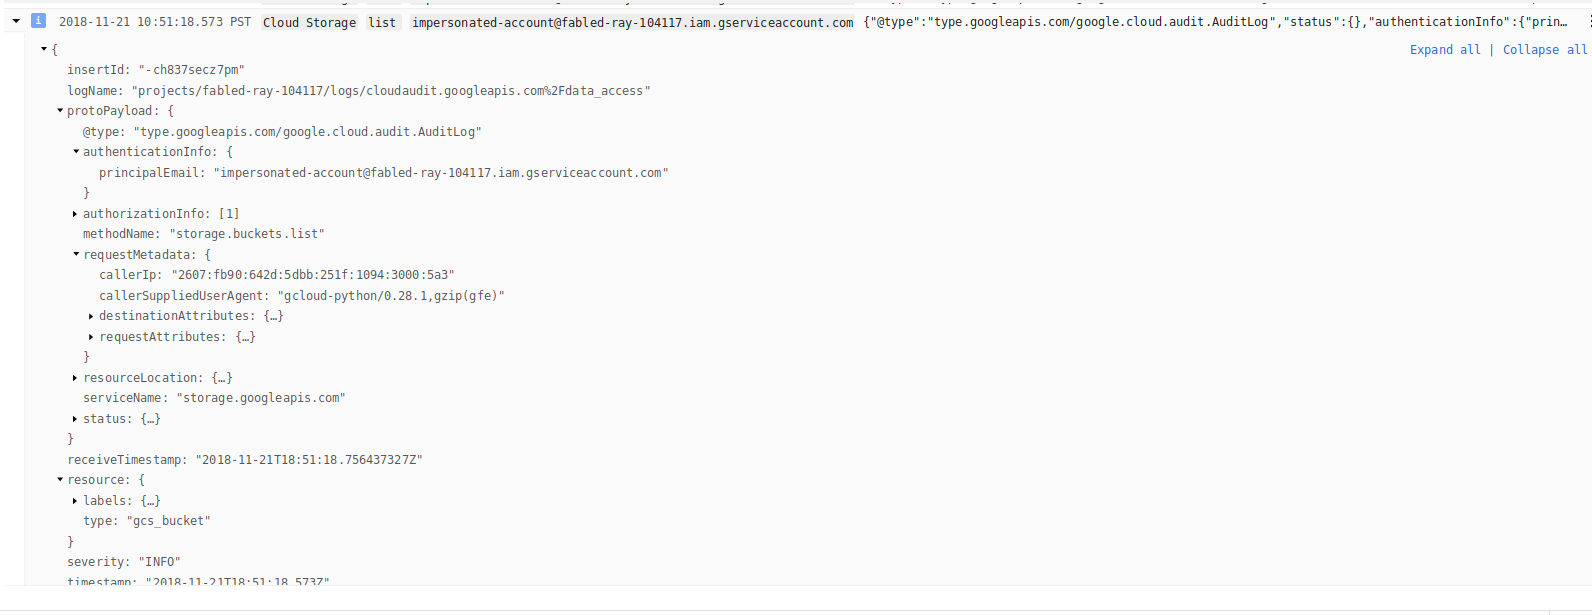 2018-11-21 10:51:18.573 PST Cloud Storage list impersonated-account@fabled-ray-104117.iam.gserviceaccount.com {"@type":"type.googleapis.com/google.cloud.audit.AuditLog","status":{},"authenticationInfo":{"prin…
{ Expand all | Collapse all
insertId: "-ch837secz7pm"
logName: "projects/fabled-ray-104117/logs/cloudaudit.googleapis.com%2Fdata_access"
protoPayload: {
@type: "type.googleapis.com/google.cloud.audit.AuditLog"
authenticationInfo: {
principalEmail: "impersonated-account@fabled-ray-104117.iam.gserviceaccount.com"
}
authorizationInfo: [1]
methodName: "storage.buckets.list"
requestMetadata: {
callerIp: "2607:fb90:642d:5dbb:251f:1094:3000:5a3"
callerSuppliedUserAgent: "gcloud-python/0.28.1,gzip(gfe)"
destinationAttributes: {…}
requestAttributes: {…}
}
resourceLocation: {…}
serviceName: "storage.googleapis.com"
status: {…}
}
receiveTimestamp: "2018-11-21T18:51:18.756437327Z"
resource: {
labels: {…}
type: "gcs_bucket"
}
severity: "INFO"
timestamp: "2018-11-21T18:51:18.573Z"